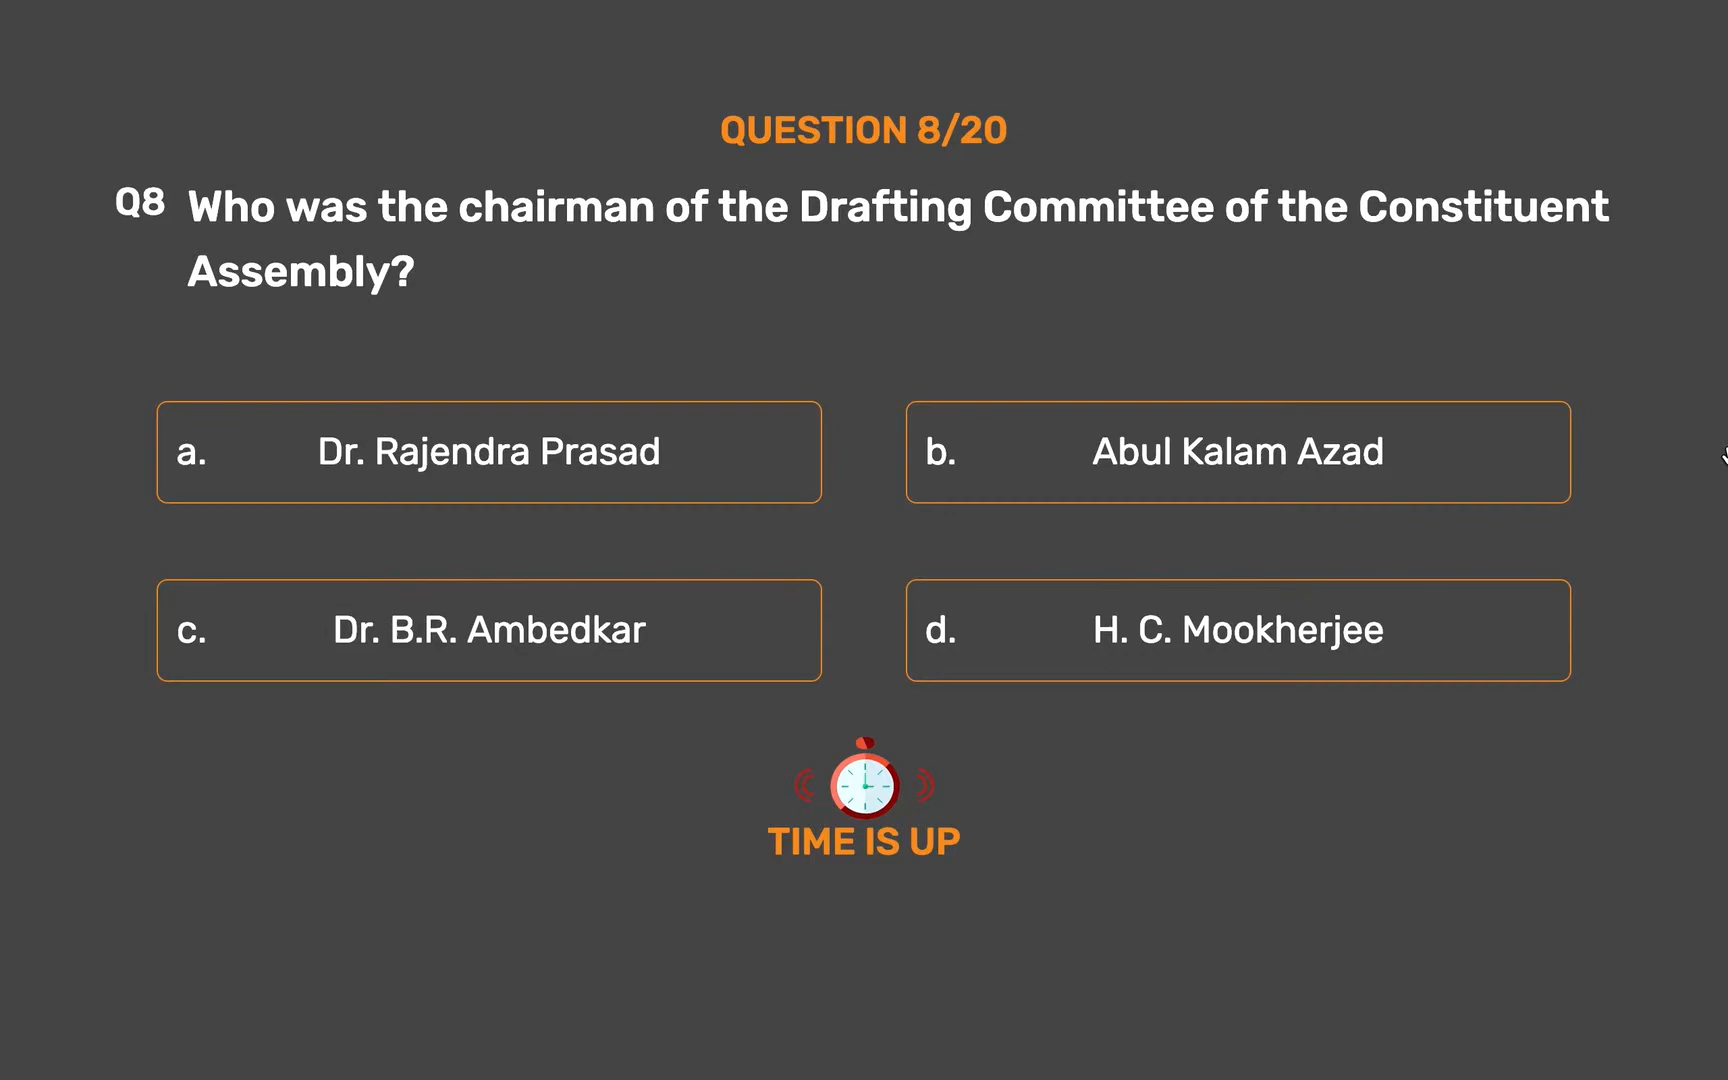 QUESTION 8/20
Q8 Who was the chairman of the Drafting Committee of the Constituent
Assembly?
a. Dr. Rajendra Prasad
b. Abul Kalam Azad
c. Dr. B.R. Ambedkar
d. H. C. Mookherjee
TIME IS UP